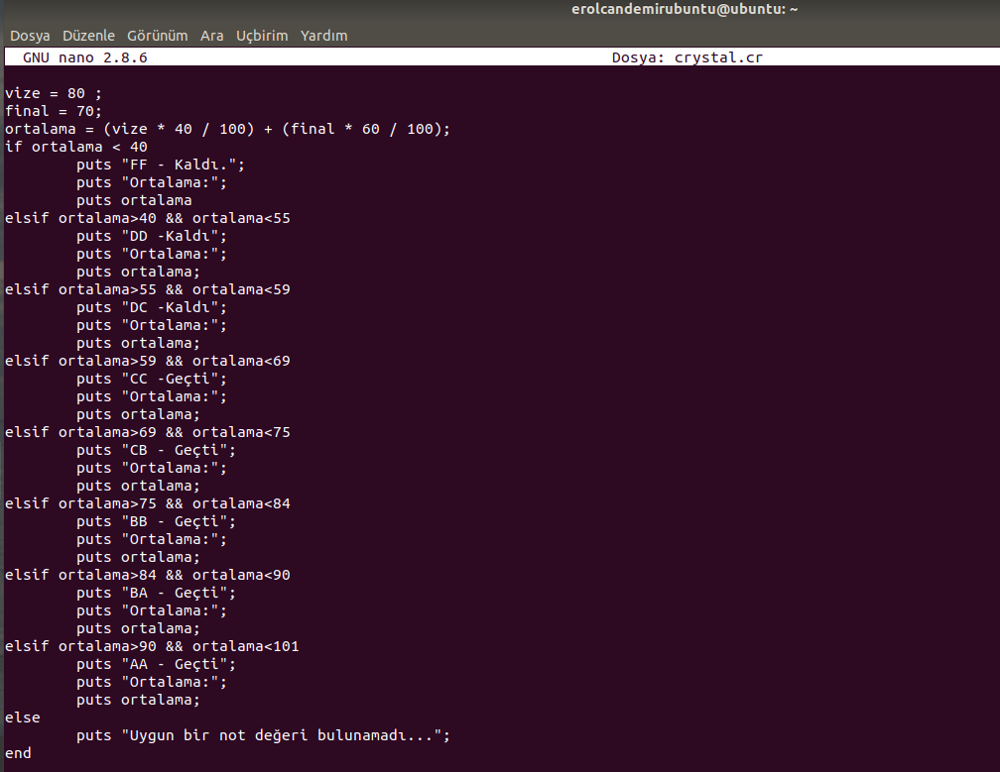 erolcandemirubuntu@ubuntu: ~
Dosya Düzenle Görünüm Ara Uçbirim Yardım
GNU nano 2.8.6 Dosya: crystal.cr
vize = 80 ;
final = 70;
ortalama = (vize * 40 / 100) + (final * 60 / 100);
if ortalama < 40
        puts "FF - Kaldı.";
        puts "Ortalama:";
        puts ortalama
elsif ortalama>40 && ortalama<55
        puts "DD -Kaldı";
        puts "Ortalama:";
        puts ortalama;
elsif ortalama>55 && ortalama<59
        puts "DC -Kaldı";
        puts "Ortalama:";
        puts ortalama;
elsif ortalama>59 && ortalama<69
        puts "CC -Geçti";
        puts "Ortalama:";
        puts ortalama;
elsif ortalama>69 && ortalama<75
        puts "CB - Geçti";
        puts "Ortalama:";
        puts ortalama;
elsif ortalama>75 && ortalama<84
        puts "BB - Geçti";
        puts "Ortalama:";
        puts ortalama;
elsif ortalama>84 && ortalama<90
        puts "BA - Geçti";
        puts "Ortalama:";
        puts ortalama;
elsif ortalama>90 && ortalama<101
        puts "AA - Geçti";
        puts "Ortalama:";
        puts ortalama;
else
        puts "Uygun bir not değeri bulunamadı...";
end